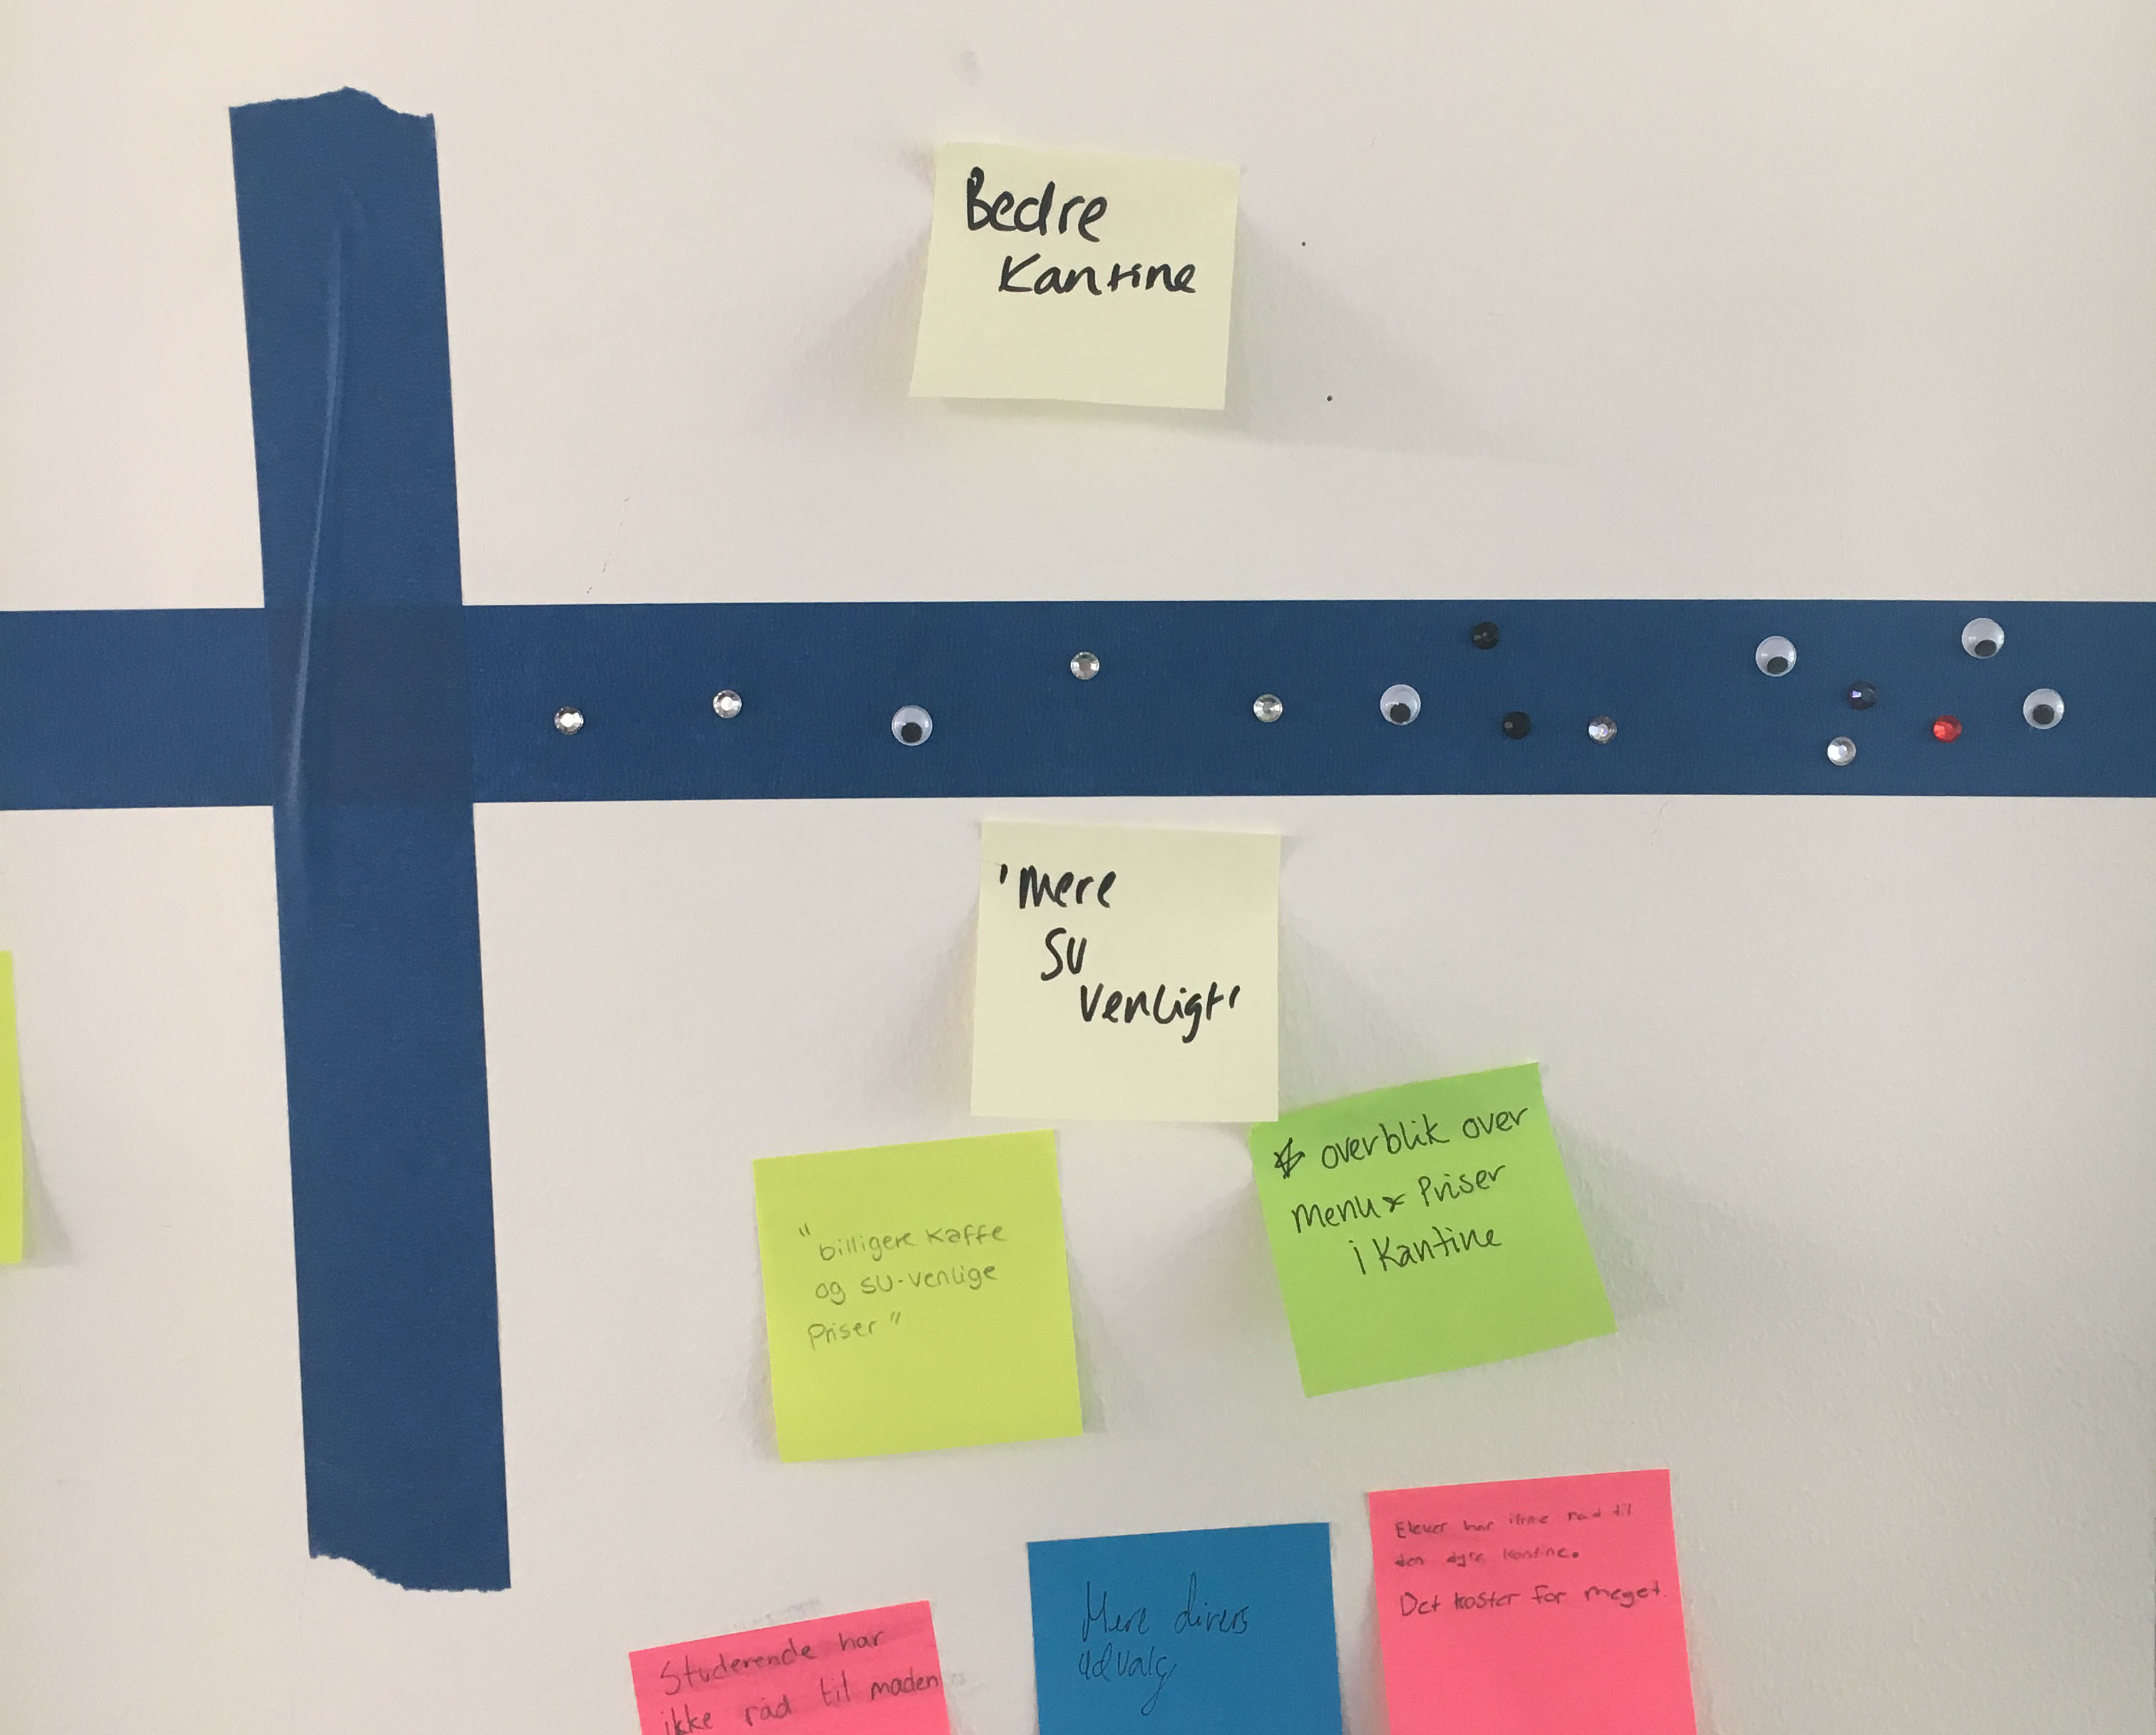 Bedre
Kantine
'Mere
SU
Venligt'
overblik over
menu & Priser
i Kantine
"billigere kaffe
og SU-venlige
Priser"
Elever har ikke rad til
den dyre kantine.
Det koster for meget.
Mere divers
udvalg
Studerende har
ikke råd til maden